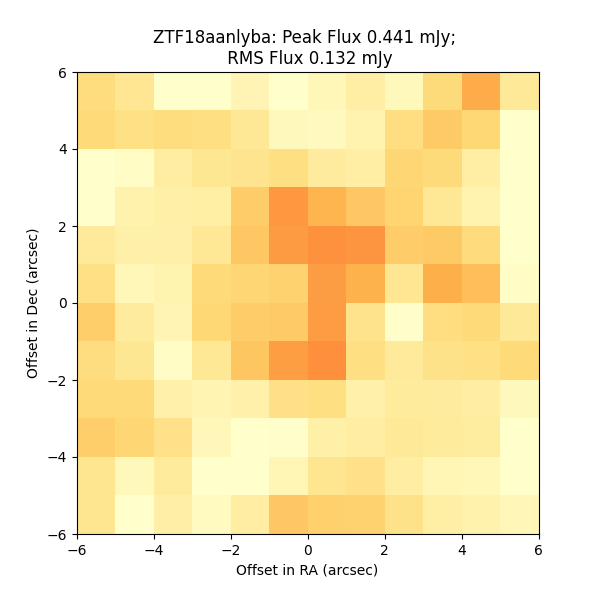 ZTF18aanlyba: Peak Flux 0.441 mJy;
RMS Flux 0.132 mJy
6
4
2
0
−2
−4
−6
Offset in Dec (arcsec)
−6 −4 −2 0 2 4 6
Offset in RA (arcsec)